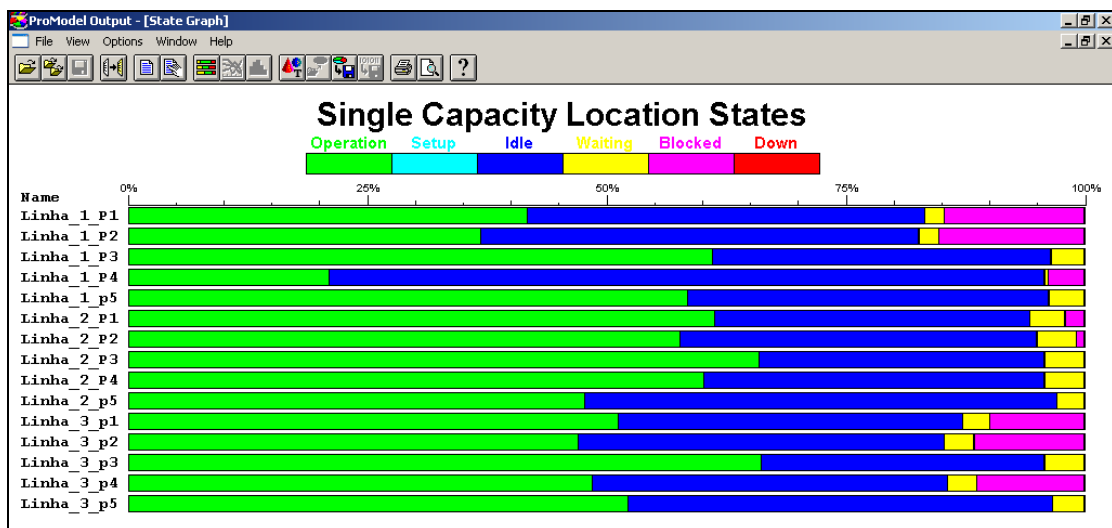 ProModel Output - [State Graph]
File View Options Window Help
Single Capacity Location States
Operation Setup Idle Waiting Blocked Down
Name 0% 25% 50% 75% 100%
Linha_1_P1
Linha_1_P2
Linha_1_P3
Linha_1_P4
Linha_1_p5
Linha_2_P1
Linha_2_P2
Linha_2_P3
Linha_2_P4
Linha_2_p5
Linha_3_p1
Linha_3_p2
Linha_3_p3
Linha_3_p4
Linha_3_p5